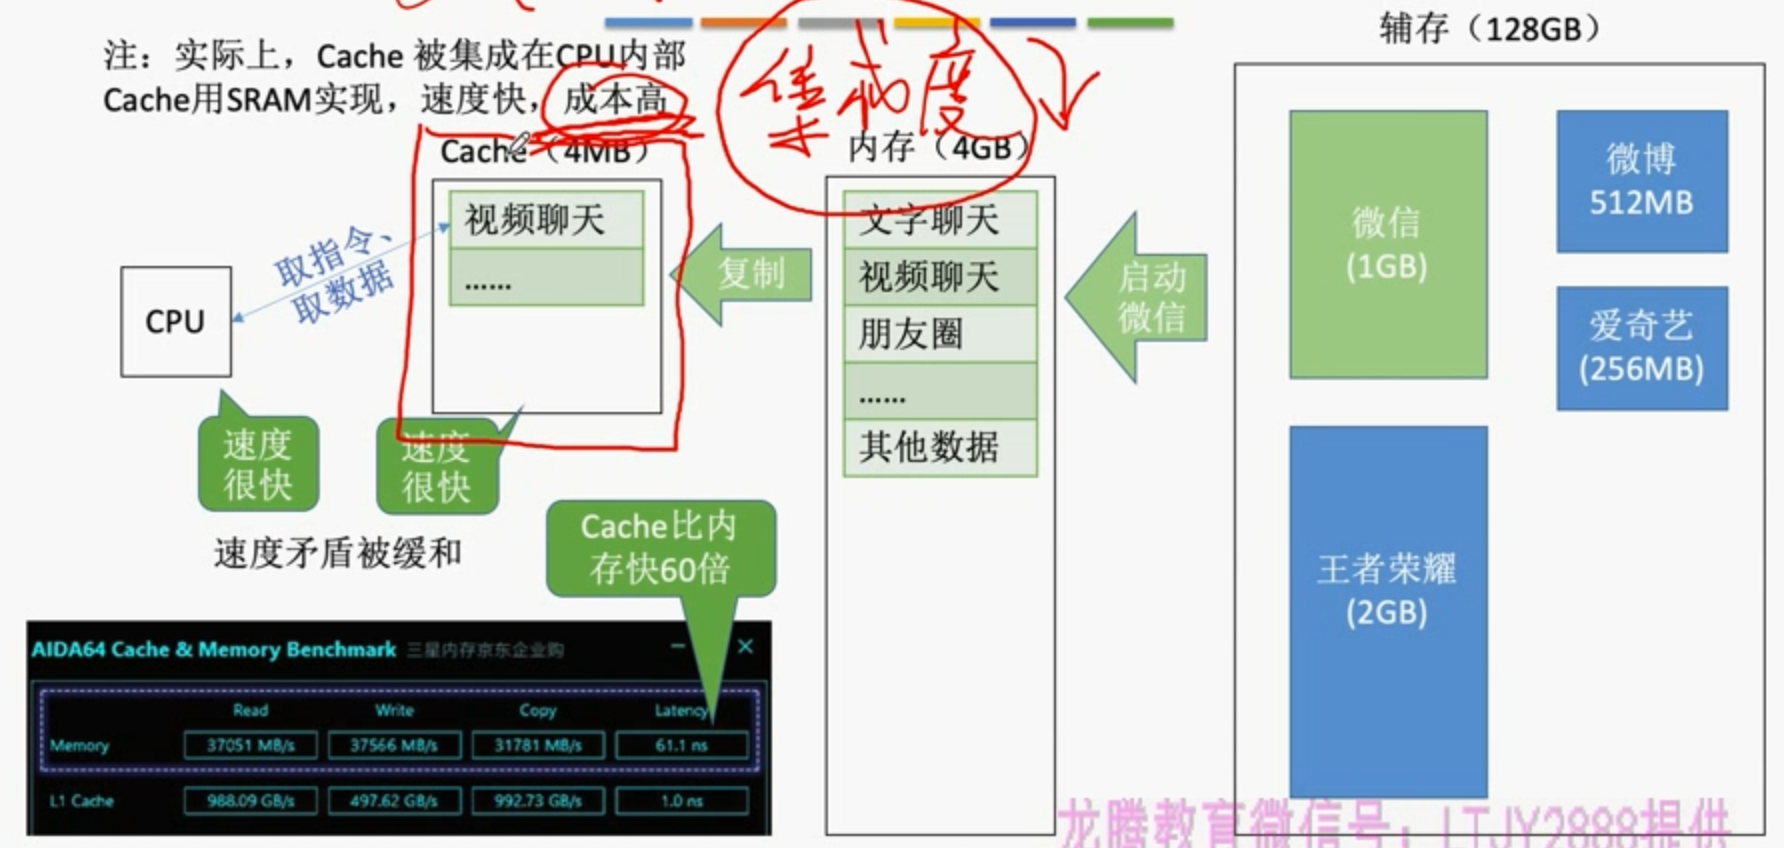 注：实际上，Cache 被集成在CPU内部
Cache用SRAM实现，速度快，成本高
集成度
辅存（128GB）
Cache（4MB）
内存（4GB）
视频聊天
……
取指令、
取数据
CPU
复制
文字聊天
视频聊天
朋友圈
……
其他数据
启动
微信
微信
(1GB)
微博
512MB
爱奇艺
(256MB)
王者荣耀
(2GB)
速度
很快
速度
很快
速度矛盾被缓和
Cache比内
存快60倍
AIDA64 Cache & Memory Benchmark 三星内存京东企业购
Read Write Copy Latency
Memory 37051 MB/s 37566 MB/s 31781 MB/s 61.1 ns
L1 Cache 988.09 GB/s 497.62 GB/s 992.73 GB/s 1.0 ns
龙腾教育微信号：LTJY2888提供